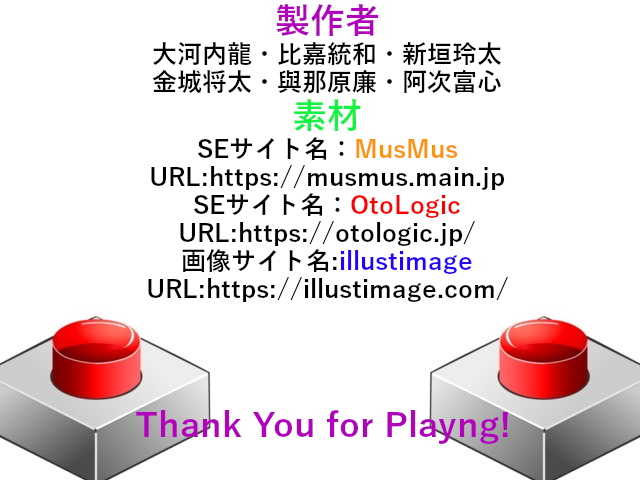 製作者
大河内龍・比嘉統和・新垣玲太
金城将太・與那原廉・阿次富心
素材
SEサイト名：MusMus
URL:https://musmus.main.jp
SEサイト名：OtoLogic
URL:https://otologic.jp/
画像サイト名:illustimage
URL:https://illustimage.com/
Thank You for Playng!